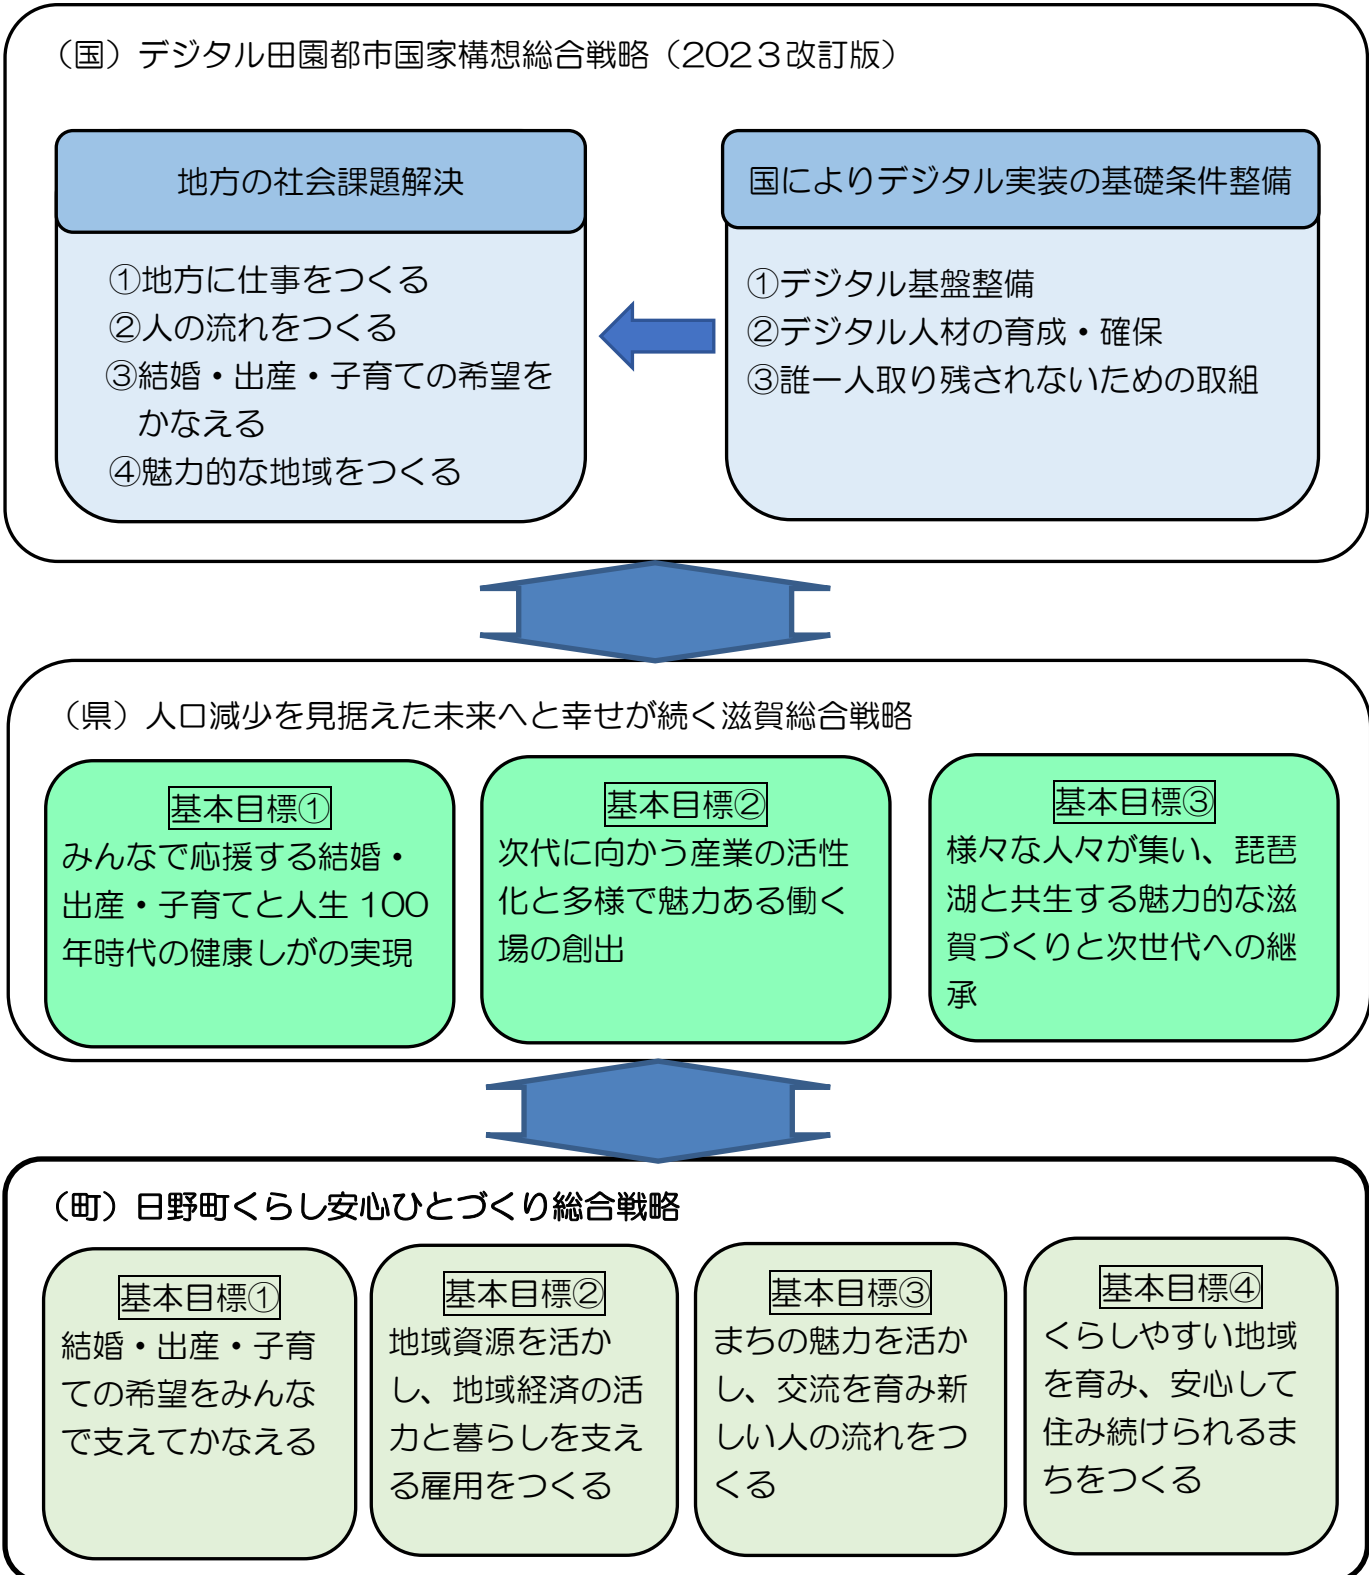 （国）デジタル田園都市国家構想総合戦略（2023改訂版）
地方の社会課題解決
①地方に仕事をつくる
②人の流れをつくる
③結婚・出産・子育ての希望を
かなえる
④魅力的な地域をつくる
国によりデジタル実装の基礎条件整備
①デジタル基盤整備
②デジタル人材の育成・確保
③誰一人取り残されないための取組
（県）人口減少を見据えた未来へと幸せが続く滋賀総合戦略
基本目標①
みんなで応援する結婚・
出産・子育てと人生 100
年時代の健康しがの実現
基本目標②
次代に向かう産業の活性
化と多様で魅力ある働く
場の創出
基本目標③
様々な人々が集い、琵琶
湖と共生する魅力的な滋
賀づくりと次世代への継
承
（町）日野町くらし安心ひとづくり総合戦略
基本目標①
結婚・出産・子育
ての希望をみんな
で支えてかなえる
基本目標②
地域資源を活か
し、地域経済の活
力と暮らしを支え
る雇用をつくる
基本目標③
まちの魅力を活か
し、交流を育み新
しい人の流れをつ
くる
基本目標④
くらしやすい地域
を育み、安心して
住み続けられるま
ちをつくる